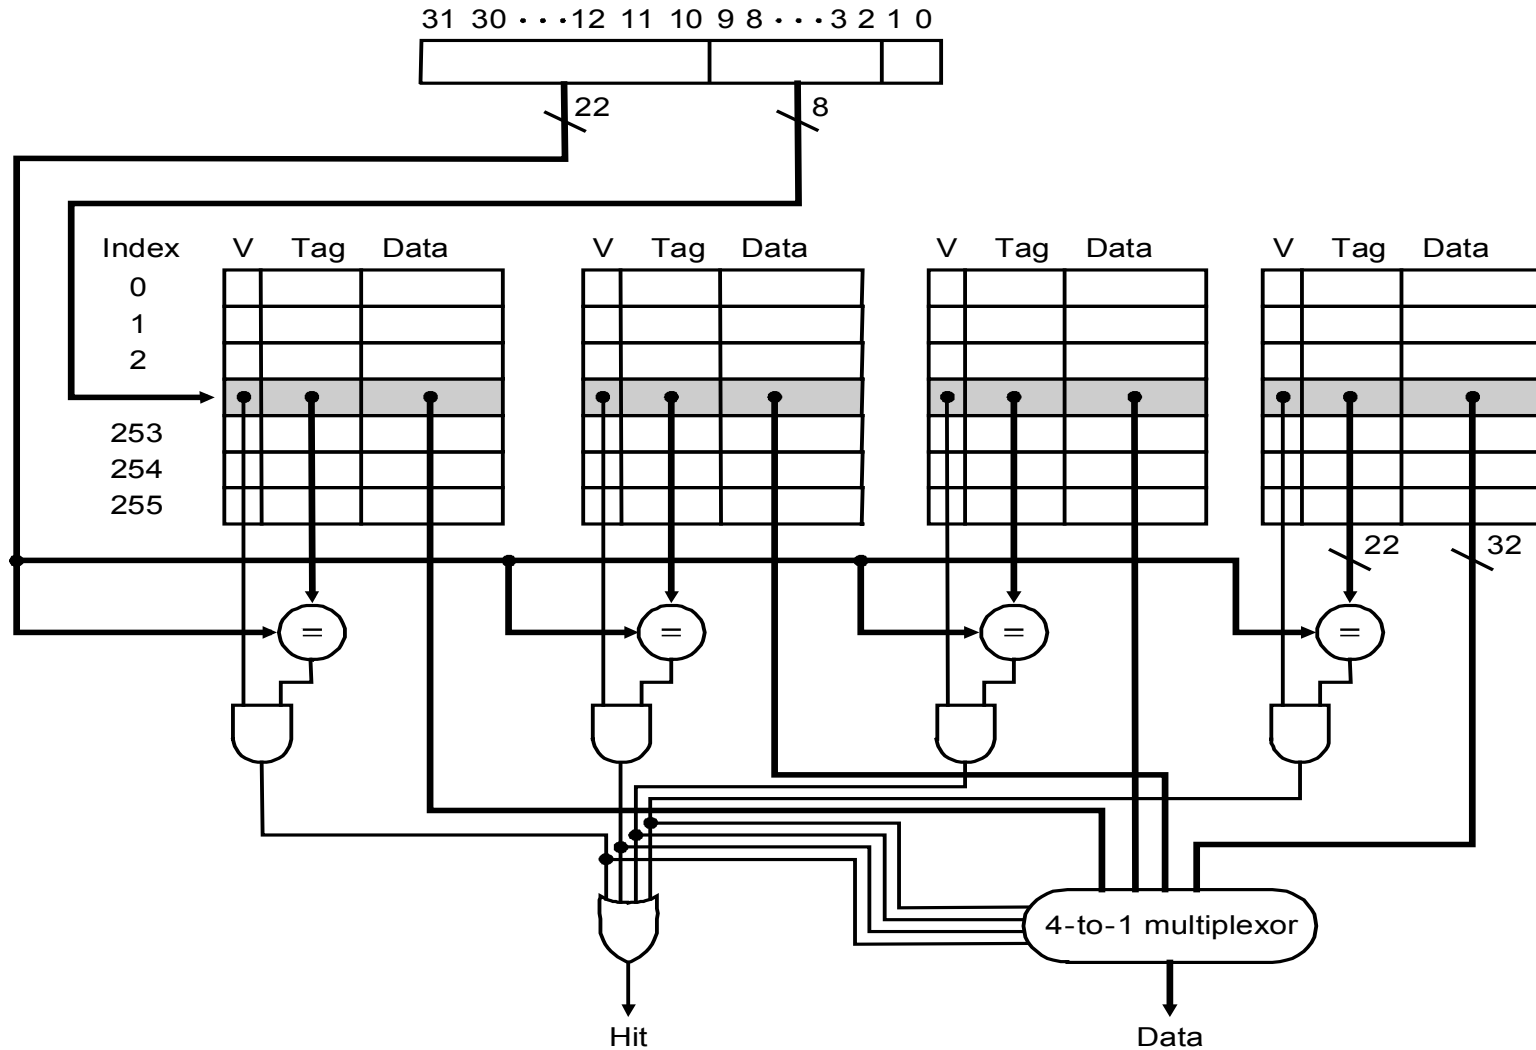 31 30 ···12 11 10 9 8 ···3 2 1 0
22 8
Index V Tag Data V Tag Data V Tag Data V Tag Data
0
1
2
253
254
255
22 32
= = = =
4-to-1 multiplexor
Hit Data